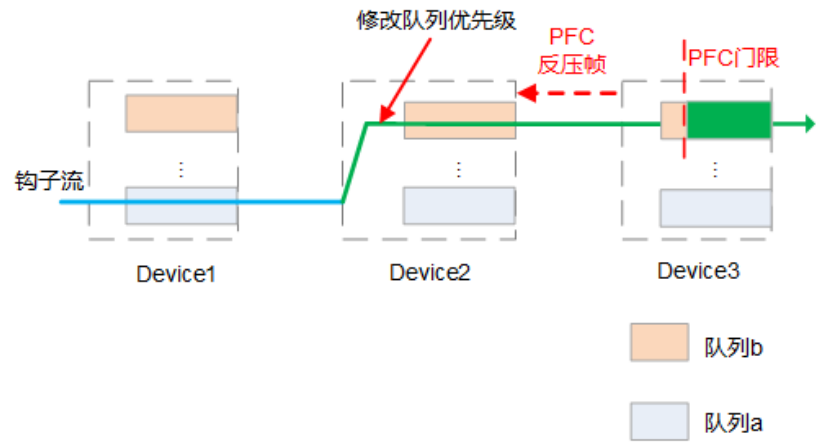 修改队列优先级
PFC
反压帧
PFC门限
钩子流
⋮
⋮
⋮
Device1
Device2
Device3
队列b
队列a